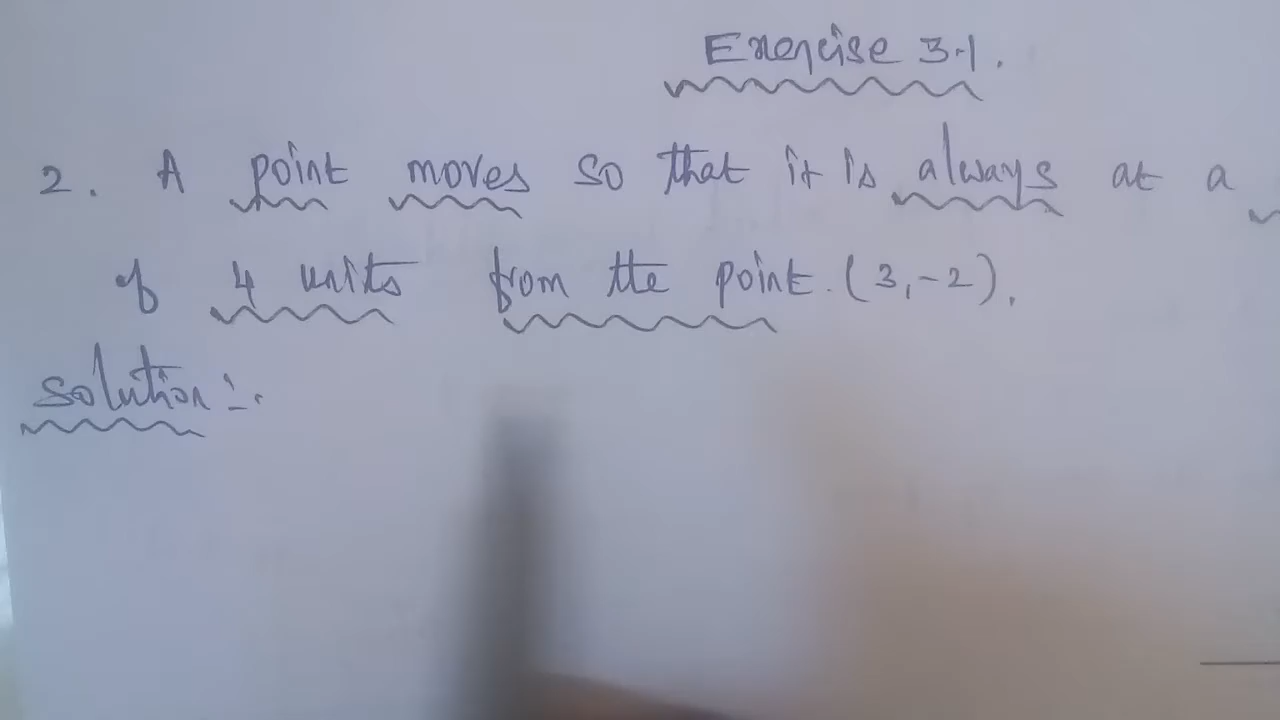 Exercise 3.1.
2. A point moves so that it is always at a
of 4 units from the point. (3,-2).
Solution:-